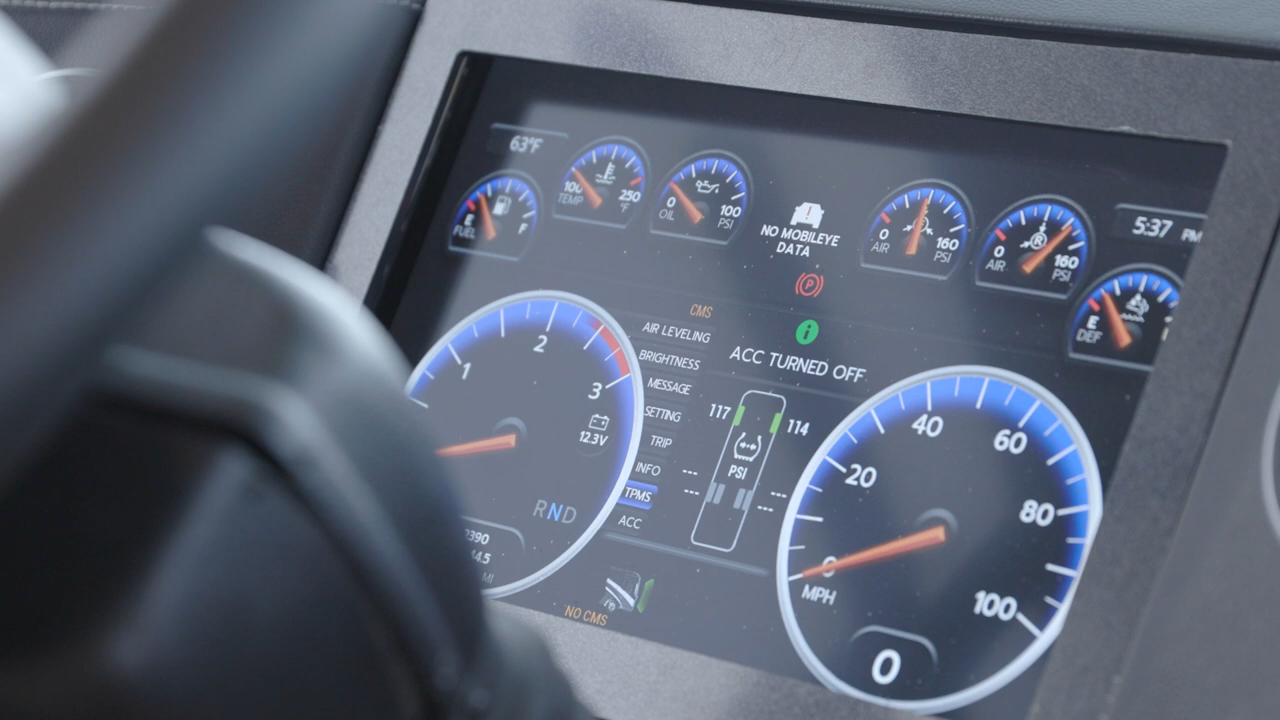 63°F
100
250
TEMP
°F
E
F
FUEL
0
100
OIL
PSI
NO MOBILEYE
DATA
0
160
AIR
PSI
R
0
160
AIR
PSI
5:37 PM
E
DEF
P
i
ACC TURNED OFF
CMS
AIR LEVELING
BRIGHTNESS
MESSAGE
SETTING
TRIP
INFO
TPMS
ACC
1
2
3
12.3V
RND
MI
117
114
PSI
--- ---
--- ---
NO CMS
0
20
40
60
80
100
MPH
0